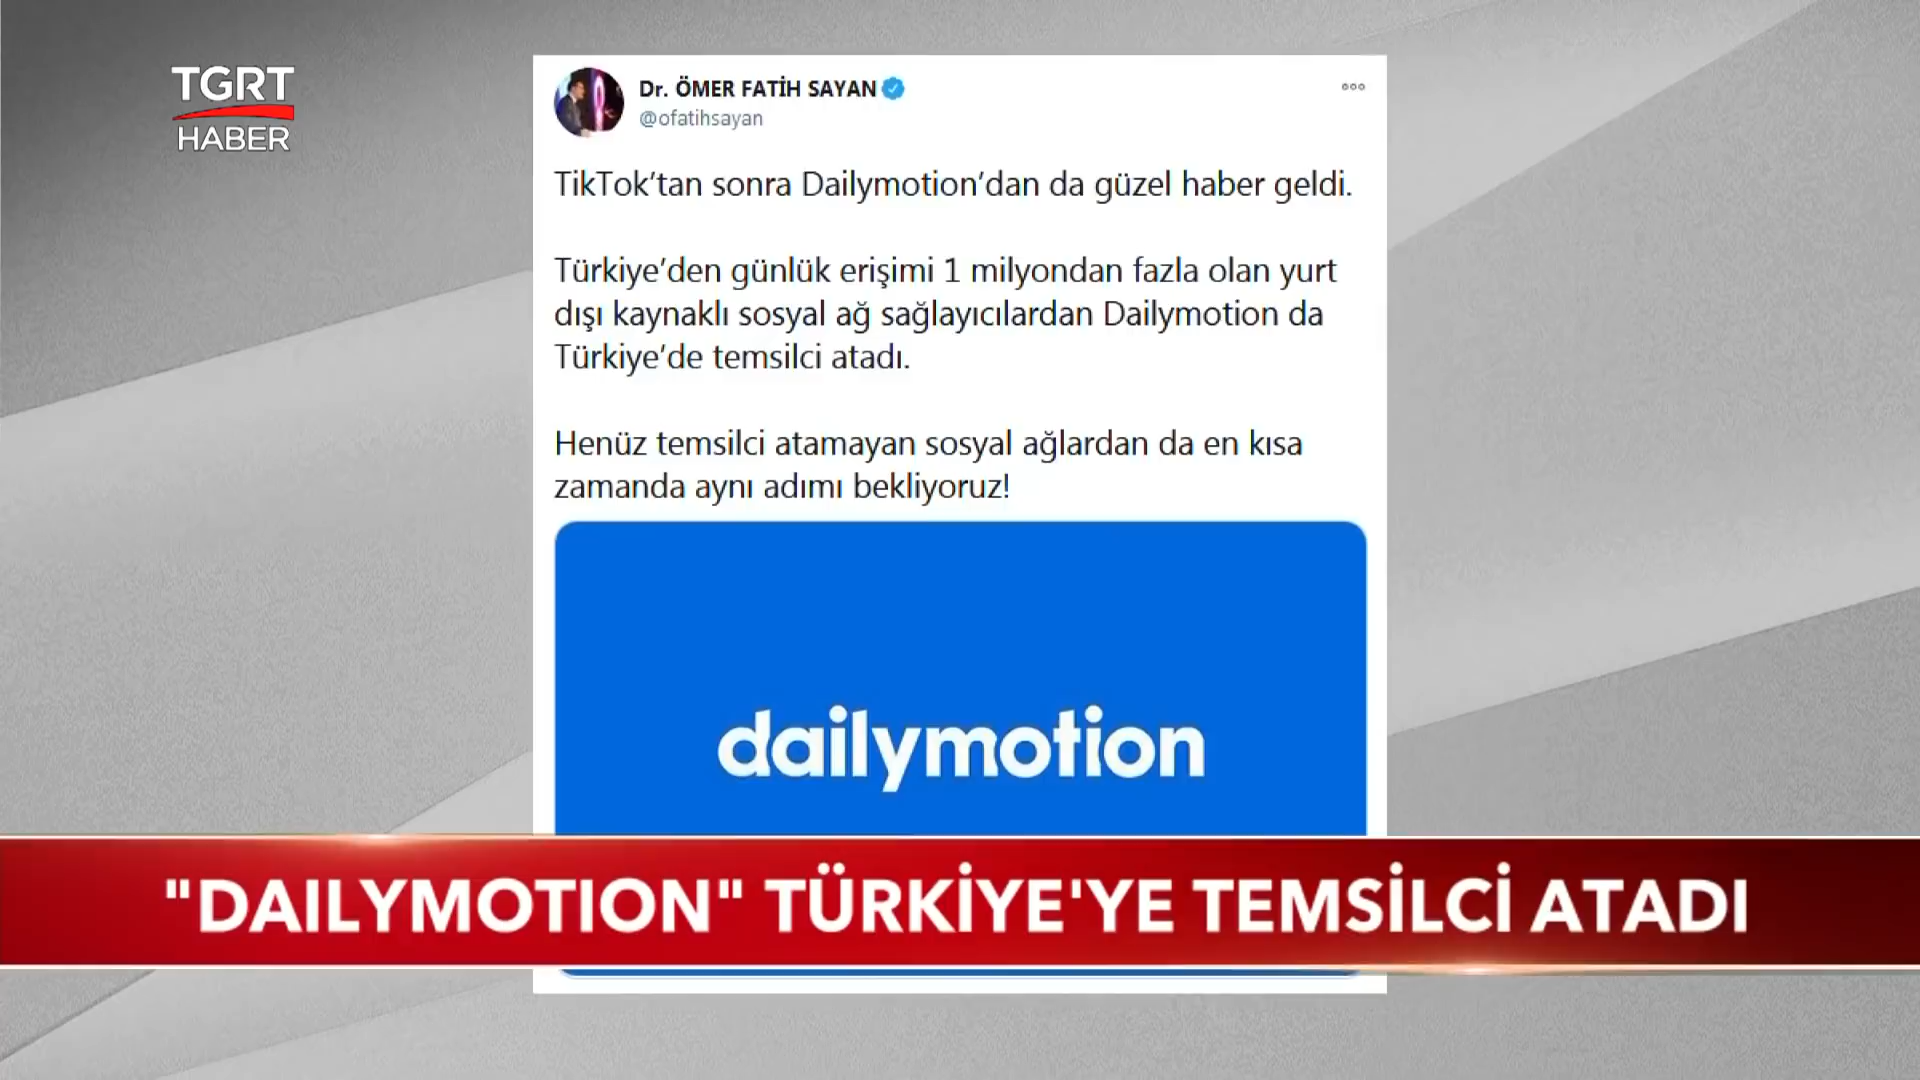 TGRT
HABER
Dr. ÖMER FATİH SAYAN
@ofatihsayan
TikTok'tan sonra Dailymotion'dan da güzel haber geldi.
Türkiye'den günlük erişimi 1 milyondan fazla olan yurt
dışı kaynaklı sosyal ağ sağlayıcılardan Dailymotion da
Türkiye'de temsilci atadı.
Henüz temsilci atamayan sosyal ağlardan da en kısa
zamanda aynı adımı bekliyoruz!
dailymotion
"DAILYMOTION" TÜRKİYE'YE TEMSİLCİ ATADI